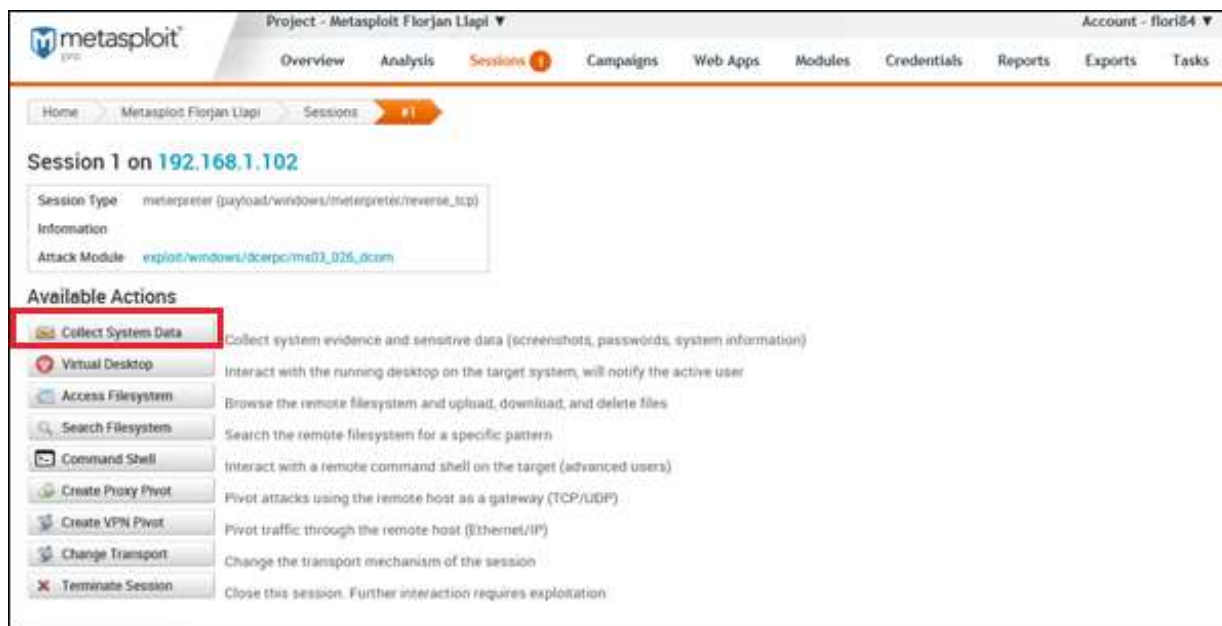 metasploit®
pro
Project - Metasploit Florjan Llapi ▼
Account - flori84 ▼
Overview Analysis Sessions 1 Campaigns Web Apps Modules Credentials Reports Exports Tasks
Home Metasploit Florjan Llapi Sessions #1
Session 1 on 192.168.1.102
Session Type meterpreter (payload/windows/meterpreter/reverse_tcp)
Information
Attack Module exploit/windows/dcerpc/ms03_026_dcom
Available Actions
Collect System Data Collect system evidence and sensitive data (screenshots, passwords, system information)
Virtual Desktop Interact with the running desktop on the target system, will notify the active user
Access Filesystem Browse the remote filesystem and upload, download, and delete files
Search Filesystem Search the remote filesystem for a specific pattern
Command Shell Interact with a remote command shell on the target (advanced users)
Create Proxy Pivot Pivot attacks using the remote host as a gateway (TCP/UDP)
Create VPN Pivot Pivot traffic through the remote host (Ethernet/IP)
Change Transport Change the transport mechanism of the session
Terminate Session Close this session. Further interaction requires exploitation